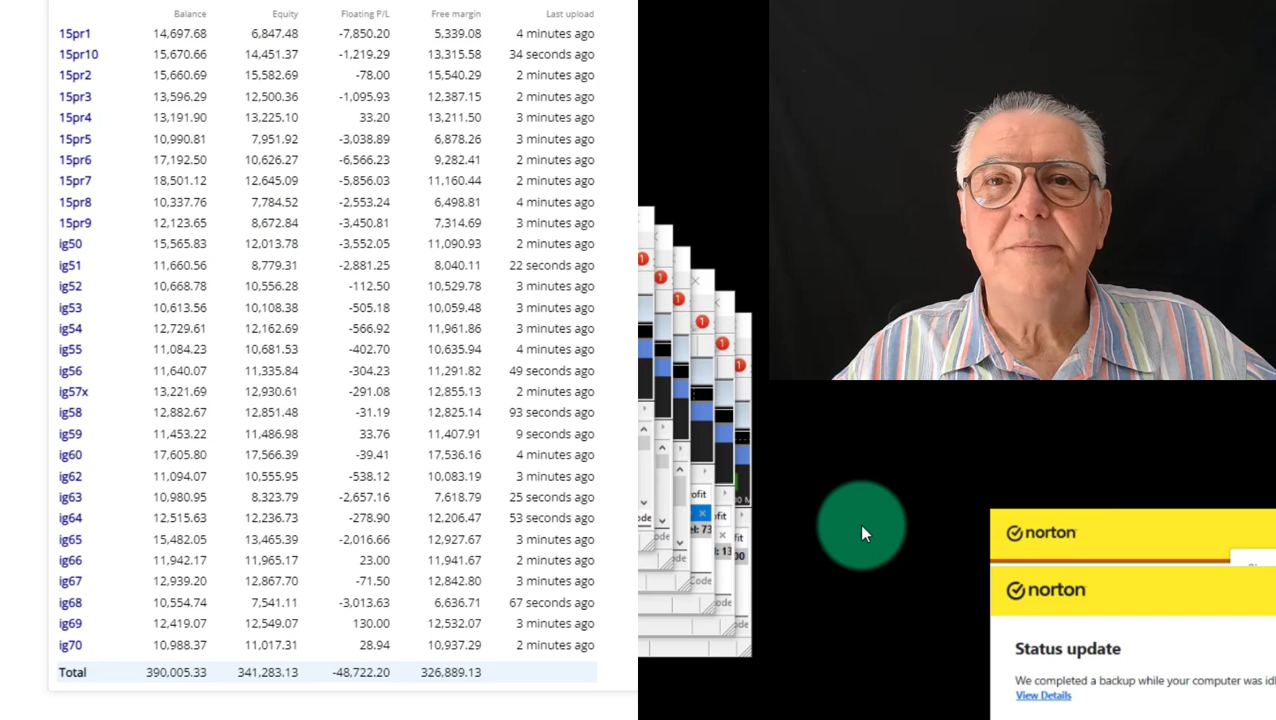 Balance Equity Floating P/L Free margin Last upload
15pr1 14,697.68 6,847.48 -7,850.20 5,339.08 4 minutes ago
15pr10 15,670.66 14,451.37 -1,219.29 13,315.58 34 seconds ago
15pr2 15,660.69 15,582.69 -78.00 15,540.29 2 minutes ago
15pr3 13,596.29 12,500.36 -1,095.93 12,387.15 2 minutes ago
15pr4 13,191.90 13,225.10 33.20 13,211.50 3 minutes ago
15pr5 10,990.81 7,951.92 -3,038.89 6,878.26 3 minutes ago
15pr6 17,192.50 10,626.27 -6,566.23 9,282.41 2 minutes ago
15pr7 18,501.12 12,645.09 -5,856.03 11,160.44 2 minutes ago
15pr8 10,337.76 7,784.52 -2,553.24 6,498.81 3 minutes ago
15pr9 12,123.65 8,672.84 -3,450.81 7,314.69 3 minutes ago
ig50 15,565.83 12,013.78 -3,552.05 11,090.93 2 minutes ago
ig51 11,660.56 8,779.31 -2,881.25 8,040.11 22 seconds ago
ig52 10,668.78 10,556.28 -112.50 10,529.78 3 minutes ago
ig53 10,613.56 10,108.38 -505.18 10,059.48 3 minutes ago
ig54 12,729.61 12,162.69 -566.92 11,961.86 3 minutes ago
ig55 11,084.23 10,681.53 -402.70 10,635.94 4 minutes ago
ig56 11,640.07 11,335.84 -304.23 11,291.82 49 seconds ago
ig57x 13,221.69 12,930.61 -291.08 12,855.13 2 minutes ago
ig58 12,882.67 12,851.48 -31.19 12,825.14 93 seconds ago
ig59 11,453.22 11,486.98 33.76 11,407.91 9 seconds ago
ig60 17,605.80 17,566.39 -39.41 17,536.16 4 minutes ago
ig62 11,094.07 10,555.95 -538.12 10,083.19 3 minutes ago
ig63 10,980.95 8,323.79 -2,657.16 7,618.79 25 seconds ago
ig64 12,515.63 12,236.73 -278.90 12,206.47 53 seconds ago
ig65 15,482.05 13,465.39 -2,016.66 12,927.67 3 minutes ago
ig66 11,942.17 11,965.17 23.00 11,941.67 2 minutes ago
ig67 12,939.20 12,867.70 -71.50 12,842.80 3 minutes ago
ig68 10,554.74 7,541.11 -3,013.63 6,636.71 67 seconds ago
ig69 12,419.07 12,549.07 130.00 12,532.07 3 minutes ago
ig70 10,988.37 11,017.31 28.94 10,937.29 2 minutes ago
Total 390,005.33 341,283.13 -48,722.20 326,889.13
norton
norton
Status update
We completed a backup while your computer was
View Details